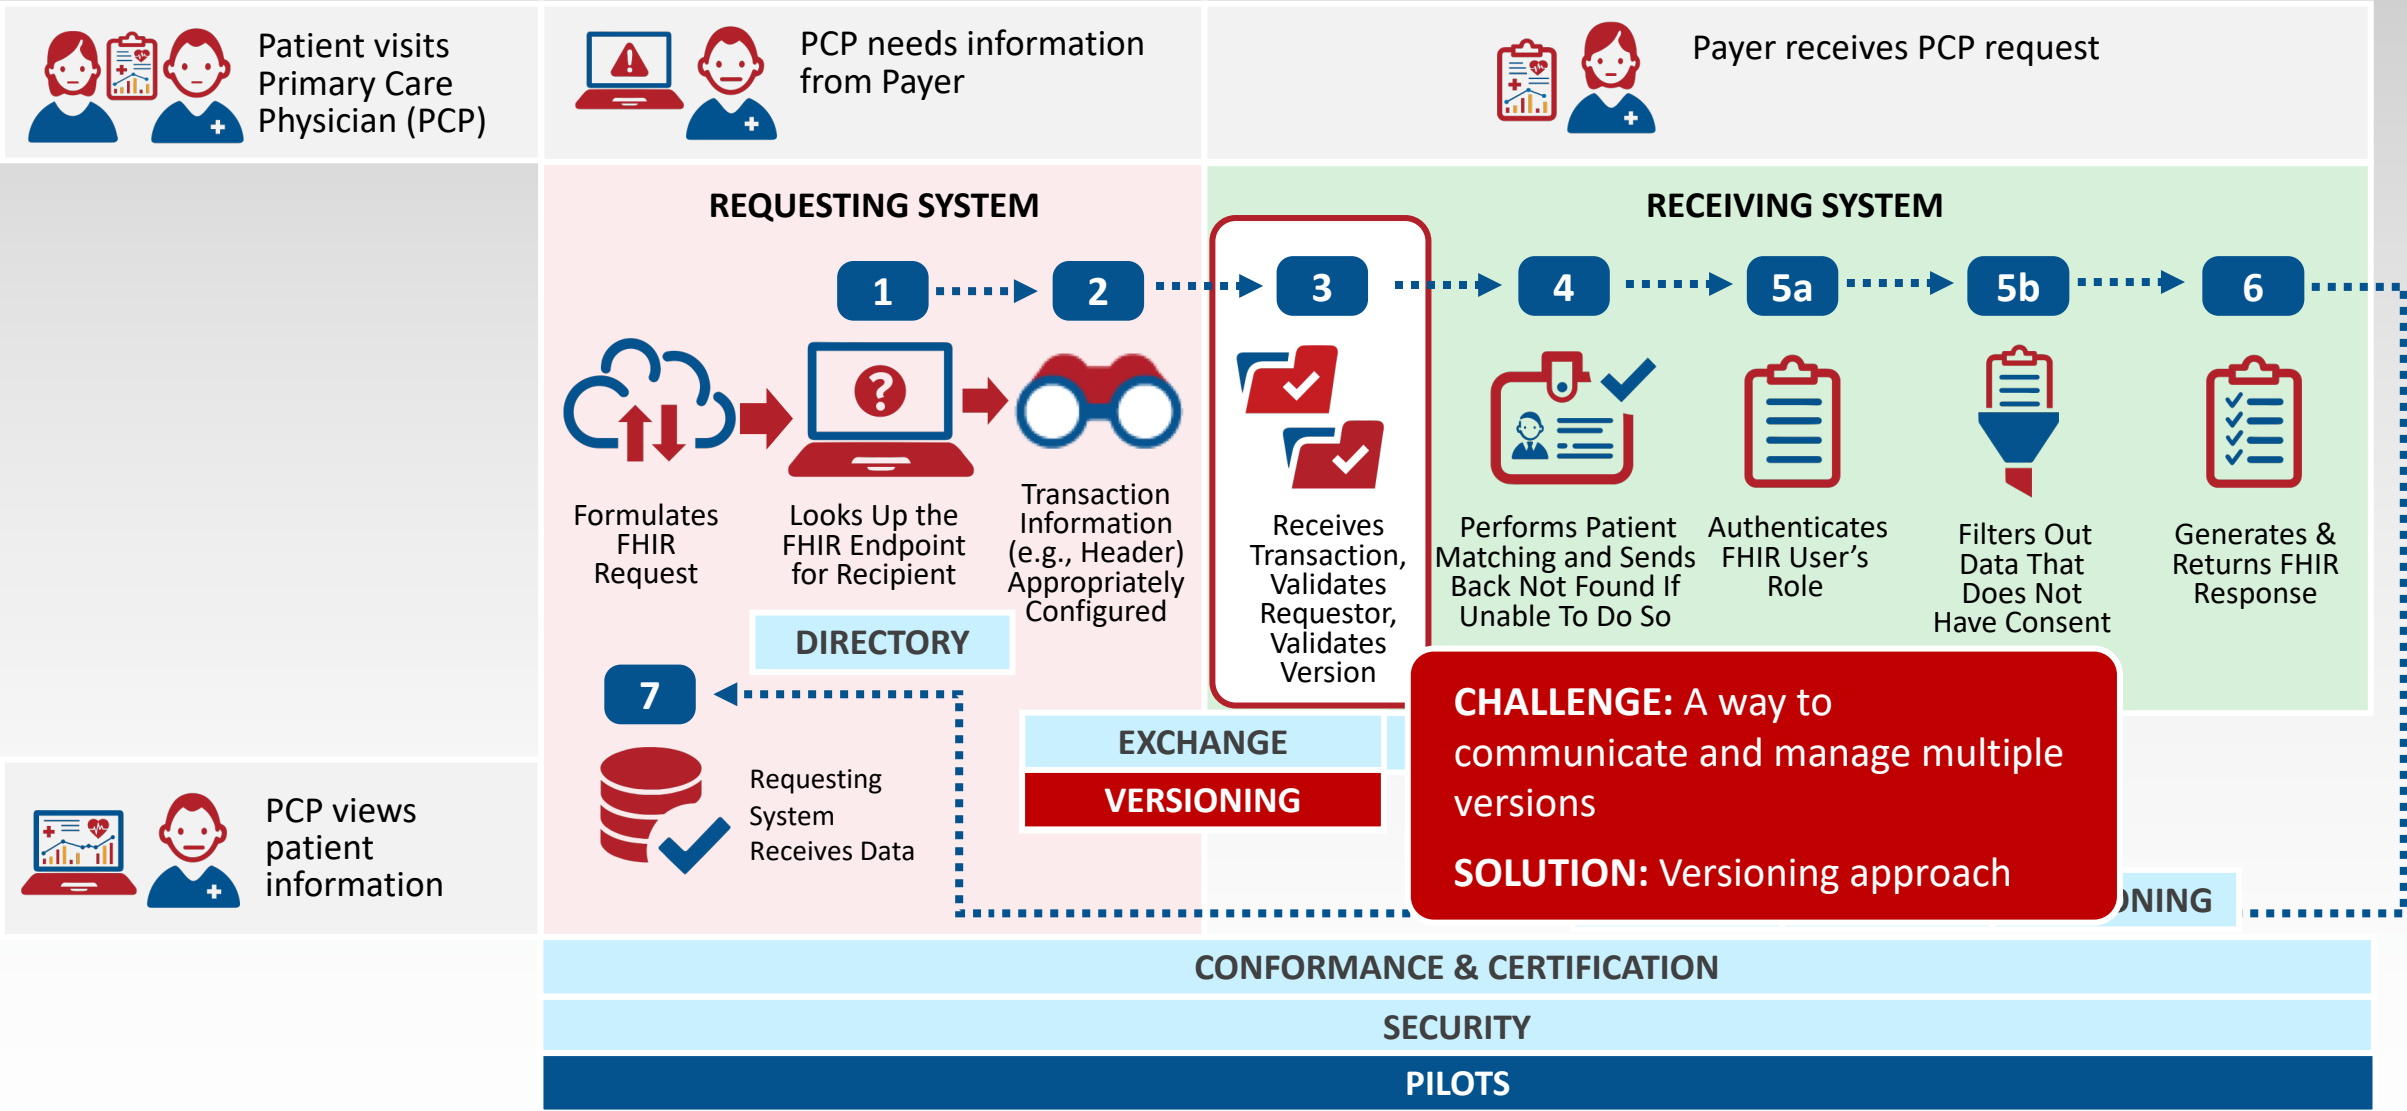 Patient visits
Primary Care
Physician (PCP)
PCP needs information
from Payer
Payer receives PCP request
REQUESTING SYSTEM
RECEIVING SYSTEM
1
2
3
4
5a
5b
6
Formulates
FHIR
Request
Looks Up the
FHIR Endpoint
for Recipient
Transaction
Information
(e.g., Header)
Appropriately
Configured
Receives
Transaction,
Validates
Requestor,
Validates
Version
Performs Patient
Matching and Sends
Back Not Found If
Unable To Do So
Authenticates
FHIR User’s
Role
Filters Out
Data That
Does Not
Have Consent
Generates &
Returns FHIR
Response
DIRECTORY
7
EXCHANGE
VERSIONING
Requesting
System
Receives Data
CHALLENGE: A way to
communicate and manage multiple
versions
SOLUTION: Versioning approach
PCP views
patient
information
CONFORMANCE & CERTIFICATION
SECURITY
PILOTS